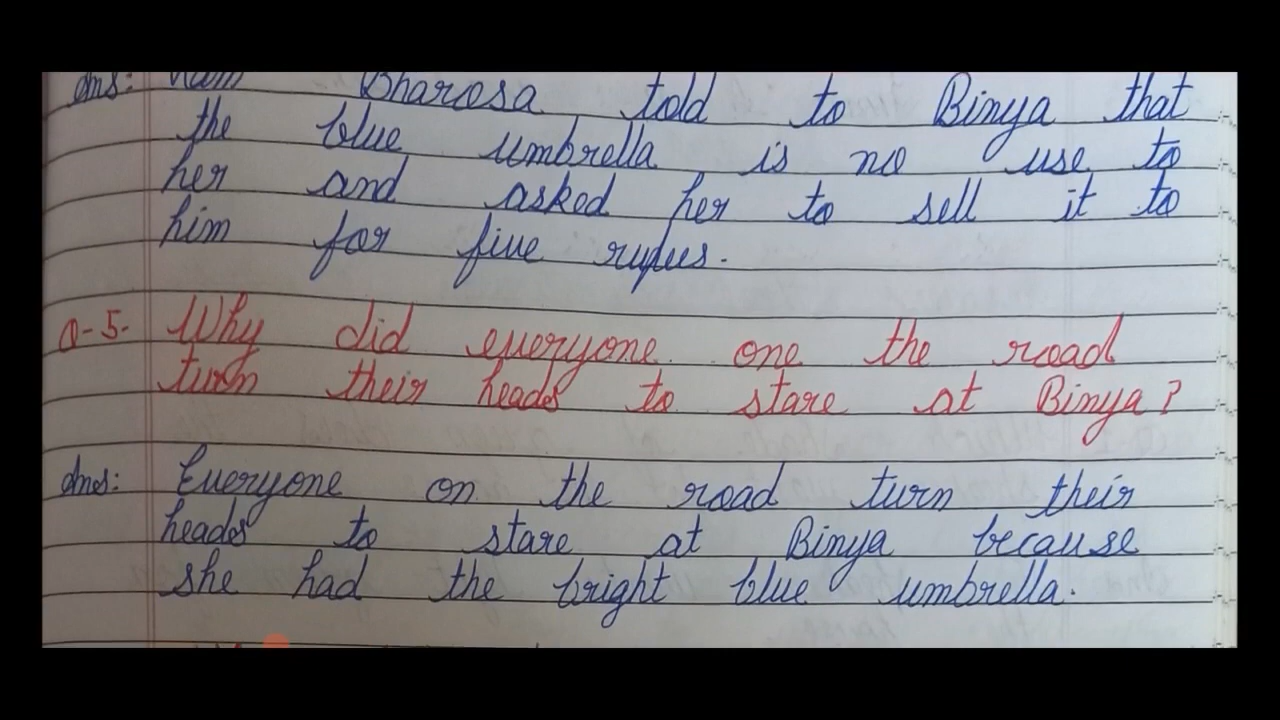 Ans: Ram Bharosa told to Binya that
the blue umbrella is no use to
her and asked her to sell it to
him for five rupees.
Q-5- Why did everyone one the road
turn their heads to stare at Binya?
Ans: Everyone on the road turn their
heads to stare at Binya because
she had the bright blue umbrella.